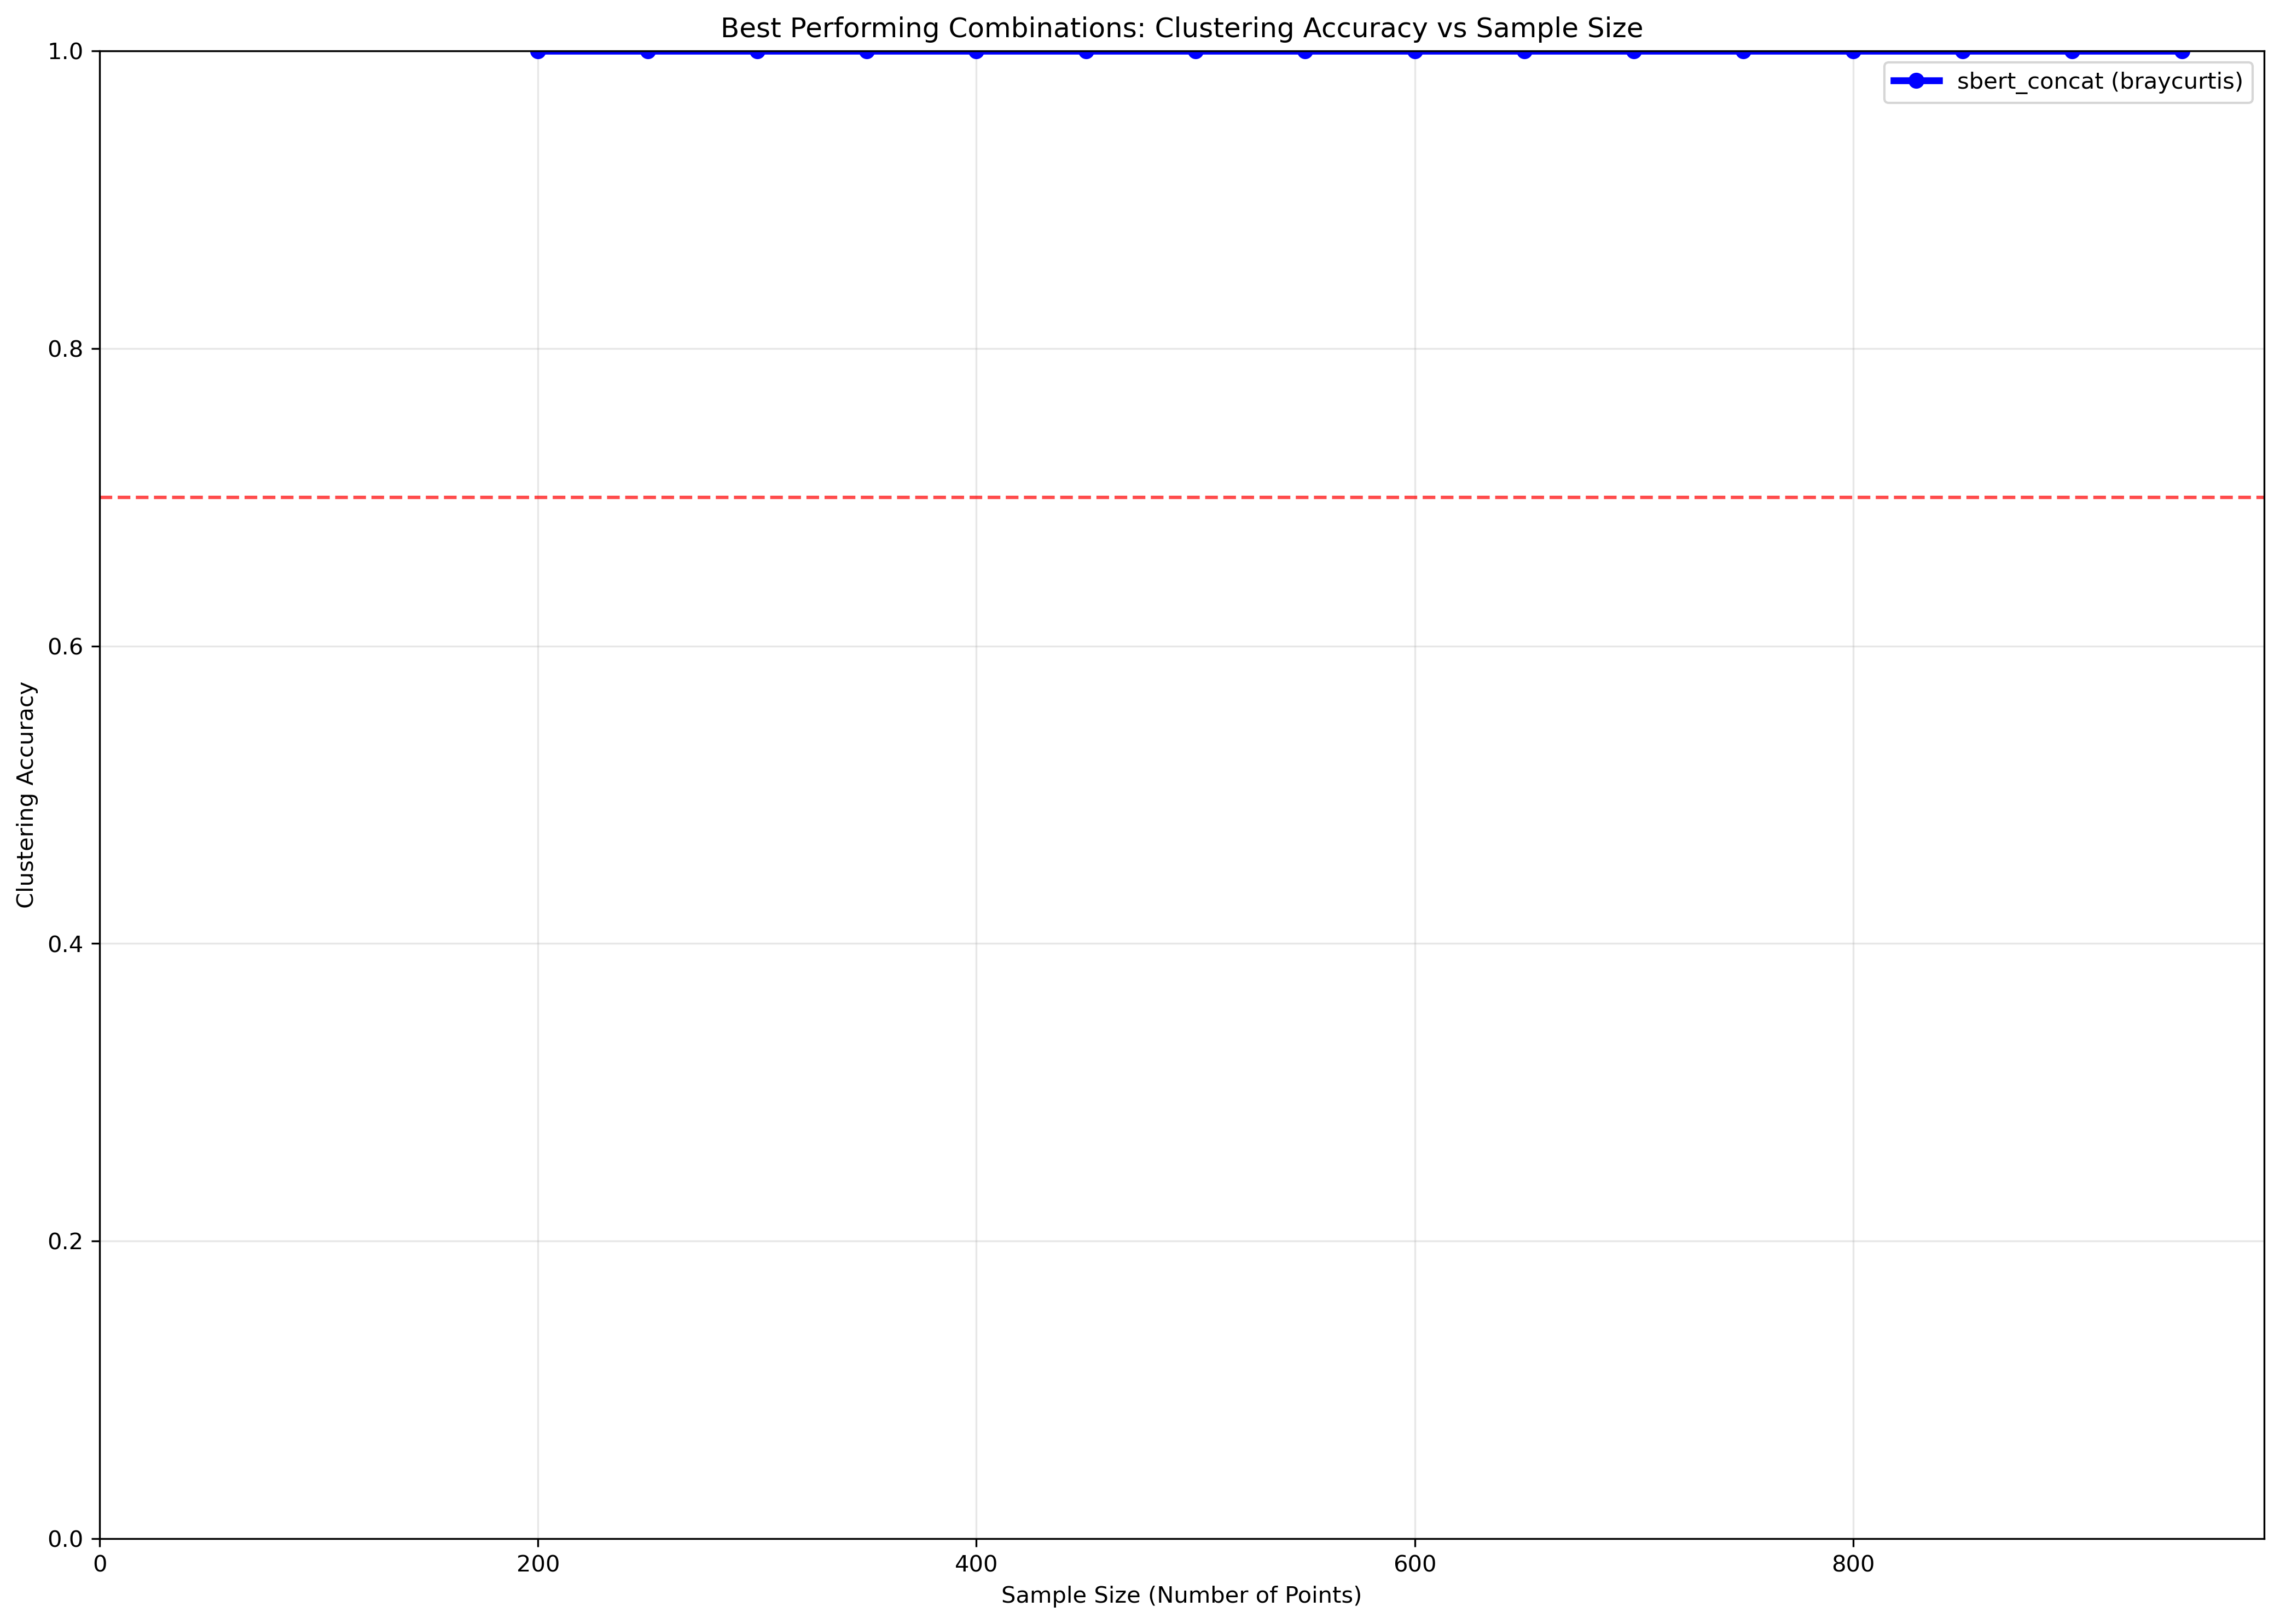 Best Performing Combinations: Clustering Accuracy vs Sample Size
sbert_concat (braycurtis)
Clustering Accuracy
1.0
0.8
0.6
0.4
0.2
0.0
0
200
400
600
800
Sample Size (Number of Points)